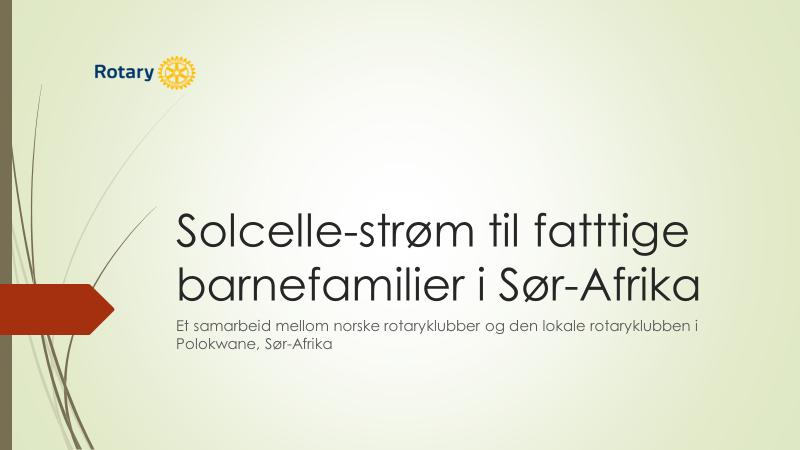 Rotary
Solcelle-strøm til fatttige
barnefamilier i Sør-Afrika
Et samarbeid mellom norske rotaryklubber og den lokale rotaryklubben i
Polokwane, Sør-Afrika